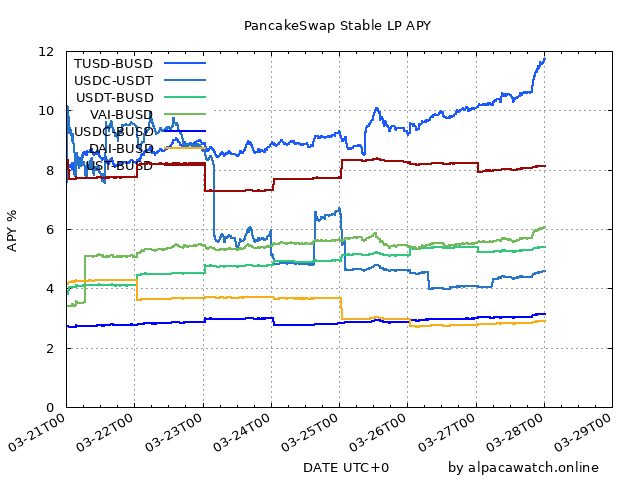 PancakeSwap Stable LP APY
TUSD-BUSD
USDC-USDT
USDT-BUSD
VAI-BUSD
USDC-BUSD
DAI-BUSD
UST-BUSD
APY %
12
10
8
6
4
2
0
03-21T00
03-22T00
03-23T00
03-24T00
03-25T00
03-26T00
03-27T00
03-28T00
03-29T00
DATE UTC+0
by alpacawatch.online